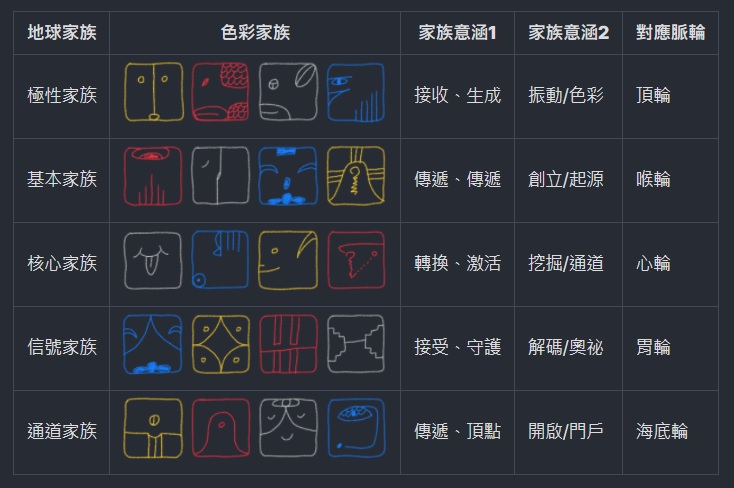 地球家族 色彩家族 家族意涵1 家族意涵2 對應脈輪
極性家族 接收、生成 振動/色彩 頂輪
基本家族 傳遞、傳遞 創立/起源 喉輪
核心家族 轉換、激活 挖掘/通道 心輪
信號家族 接受、守護 解碼/奧祕 胃輪
通道家族 傳遞、頂點 開啟/門戶 海底輪